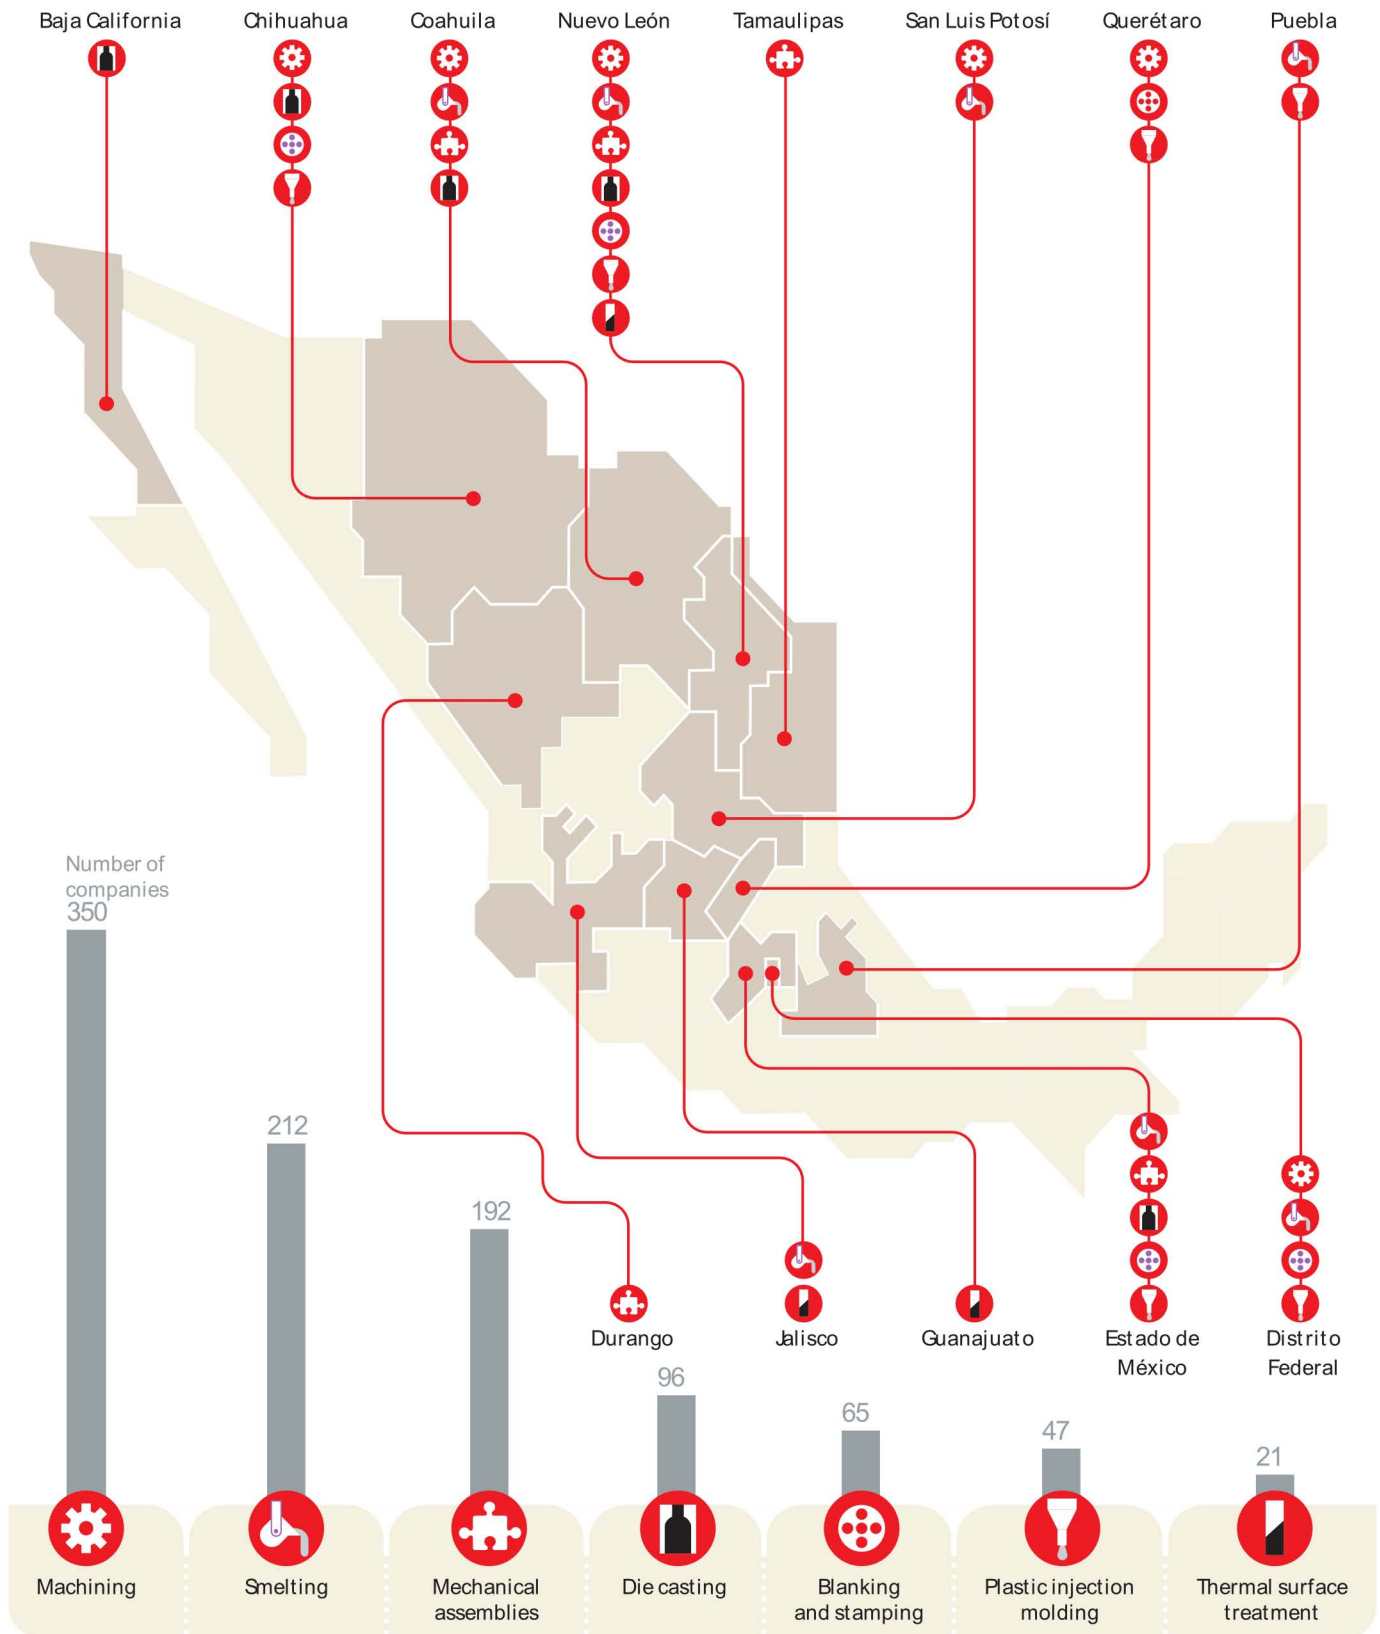 Baja California
Chihuahua
Coahuila
Nuevo León
Tamaulipas
San Luis Potosí
Querétaro
Puebla
Number of
companies
350
212
192
96
65
47
21
Durango
Jalisco
Guanajuato
Estado de
México
Distrito
Federal
Machining
Smelting
Mechanical
assemblies
Die casting
Blanking
and stamping
Plastic injection
molding
Thermal surface
treatment